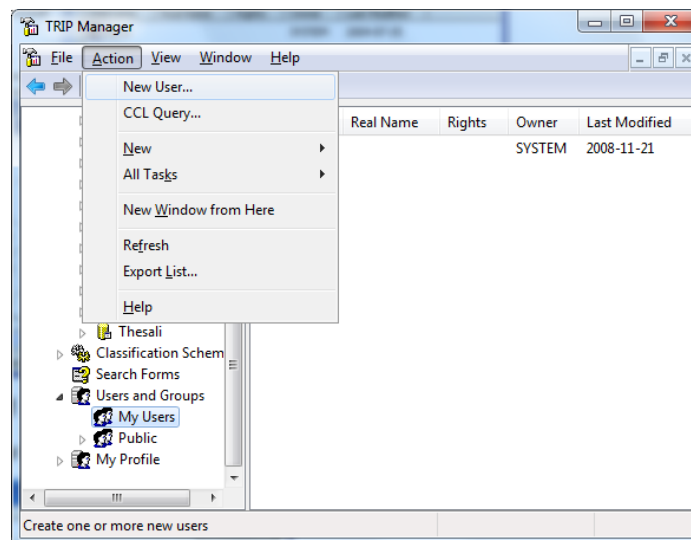 TRIP Manager
File Action View Window Help
New User...
CCL Query...
New
All Tasks
New Window from Here
Refresh
Export List...
Help
Real Name Rights Owner Last Modified
SYSTEM 2008-11-21
Thesali
Classification Schem
Search Forms
Users and Groups
My Users
Public
My Profile
Create one or more new users